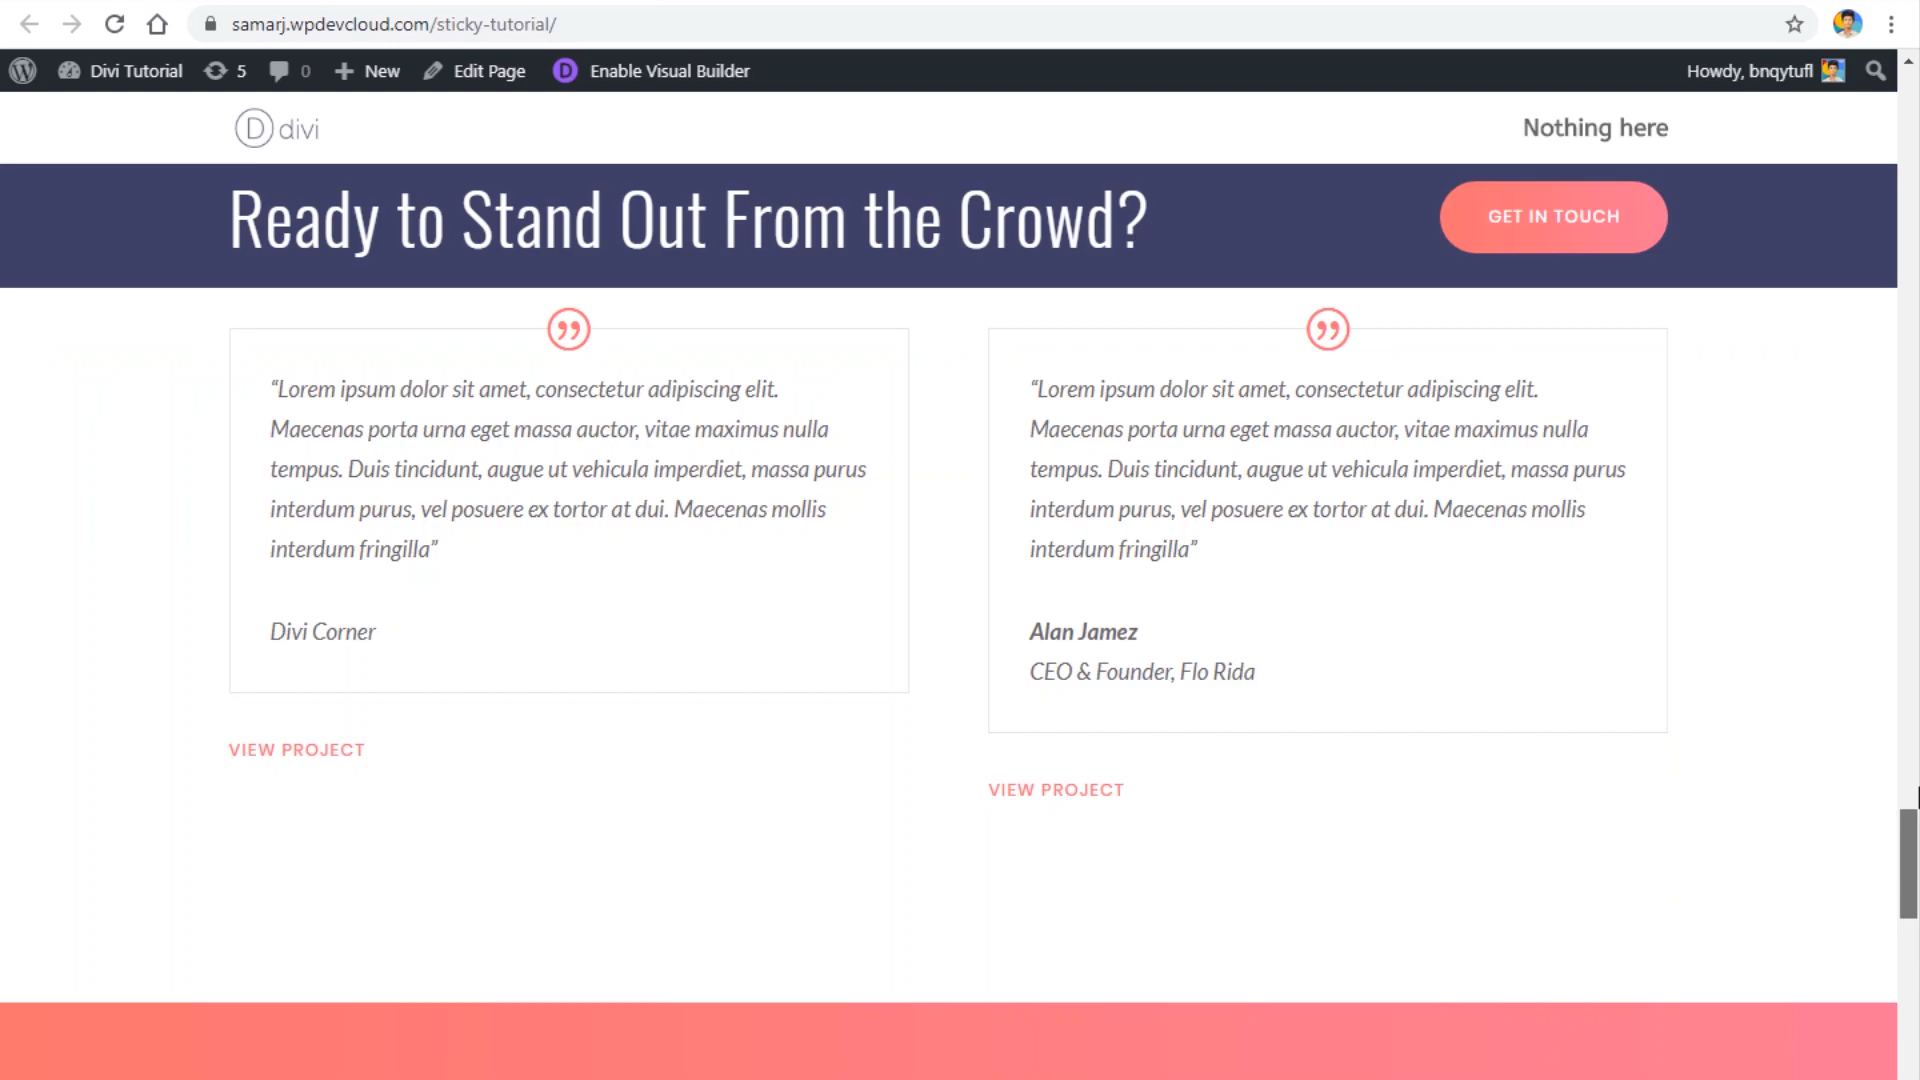 samarj.wpdevcloud.com/sticky-tutorial/
Divi Tutorial 5 0 New Edit Page D Enable Visual Builder Howdy, bnqytufl
D divi Nothing here
Ready to Stand Out From the Crowd? GET IN TOUCH
“Lorem ipsum dolor sit amet, consectetur adipiscing elit.
Maecenas porta urna eget massa auctor, vitae maximus nulla
tempus. Duis tincidunt, augue ut vehicula imperdiet, massa purus
interdum purus, vel posuere ex tortor at dui. Maecenas mollis
interdum fringilla”
Divi Corner
VIEW PROJECT
“Lorem ipsum dolor sit amet, consectetur adipiscing elit.
Maecenas porta urna eget massa auctor, vitae maximus nulla
tempus. Duis tincidunt, augue ut vehicula imperdiet, massa purus
interdum purus, vel posuere ex tortor at dui. Maecenas mollis
interdum fringilla”
Alan Jamez
CEO & Founder, Flo Rida
VIEW PROJECT